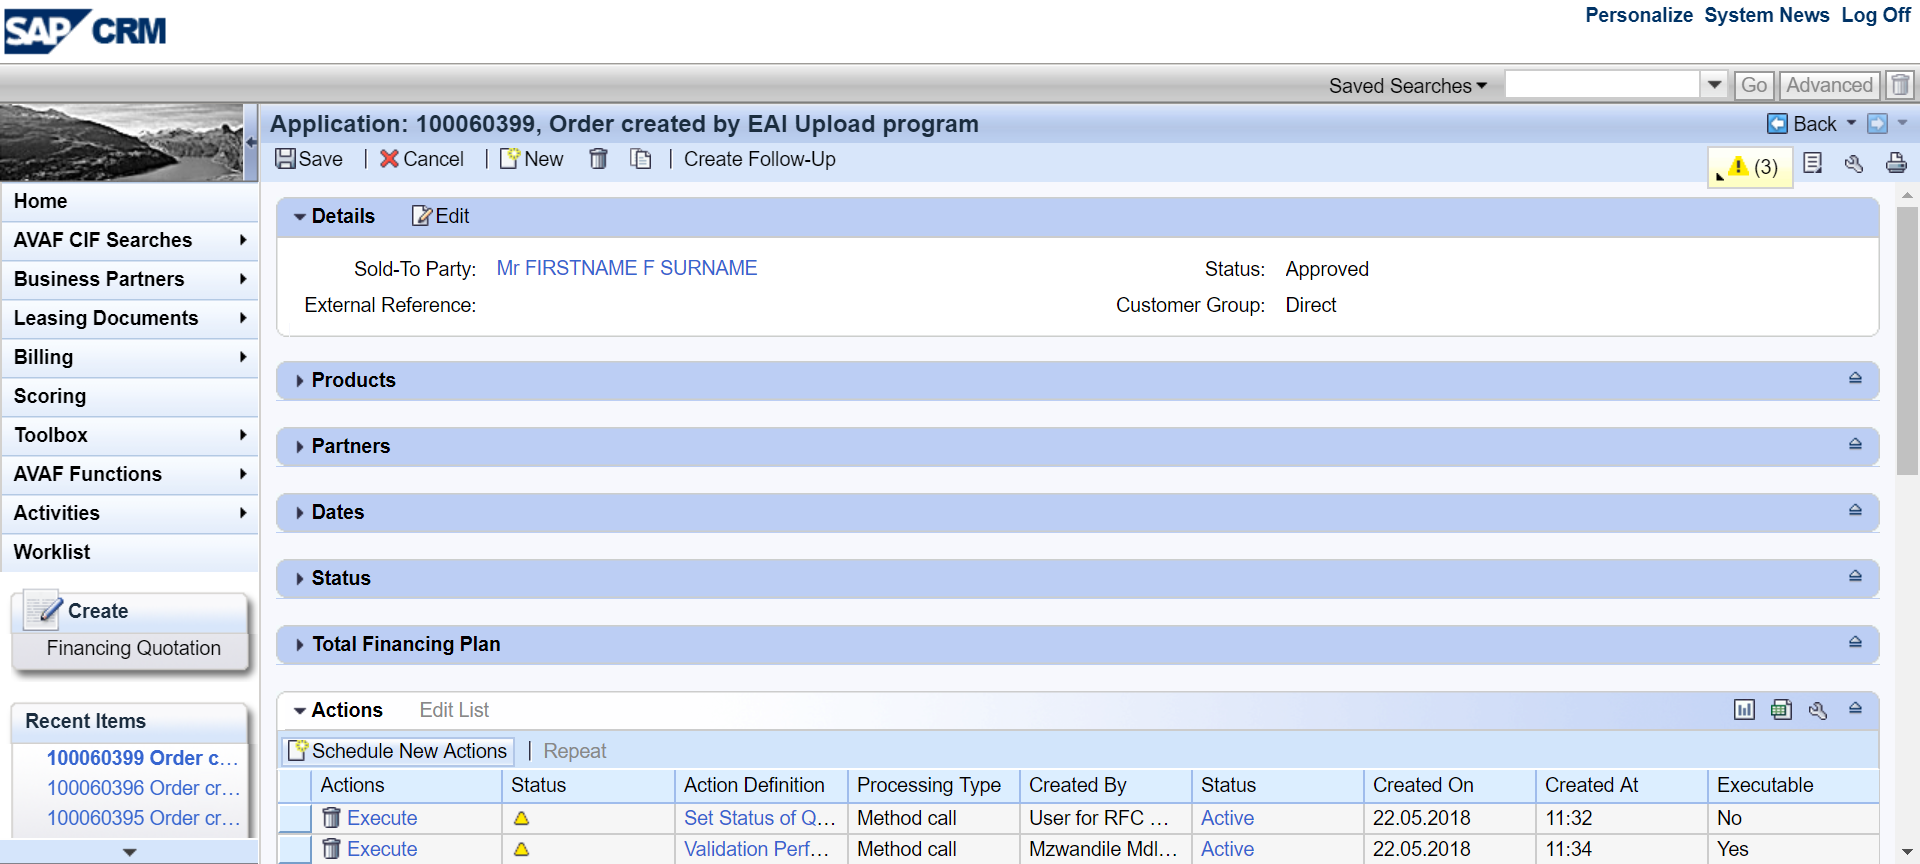 SAP CRM
Personalize System News Log Off
Saved Searches Go Advanced
Application: 100060399, Order created by EAI Upload program
Back
Save | Cancel | New | Create Follow-Up
(3)
Home
AVAF CIF Searches
Business Partners
Leasing Documents
Billing
Scoring
Toolbox
AVAF Functions
Activities
Worklist
Create
Financing Quotation
Recent Items
100060399 Order c...
100060396 Order cr...
100060395 Order cr...
Details Edit
Sold-To Party: Mr FIRSTNAME F SURNAME Status: Approved
External Reference: Customer Group: Direct
Products
Partners
Dates
Status
Total Financing Plan
Actions Edit List
Schedule New Actions | Repeat
Actions Status Action Definition Processing Type Created By Status Created On Created At Executable
Execute Set Status of Q... Method call User for RFC ... Active 22.05.2018 11:32 No
Execute Validation Perf... Method call Mzwandile Mdl... Active 22.05.2018 11:34 Yes